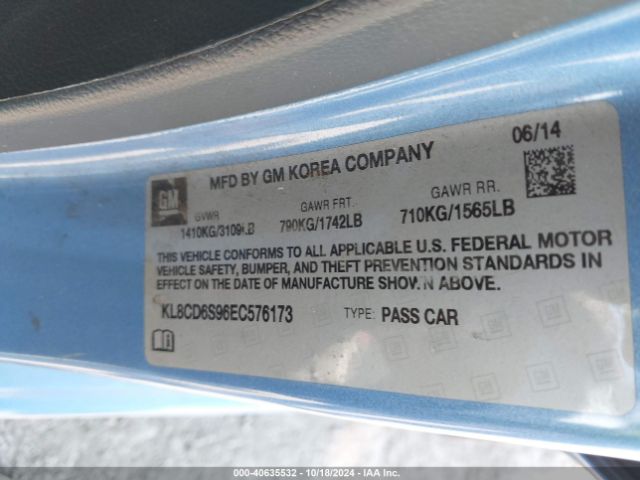 06/14
MFD BY GM KOREA COMPANY
GM
GVWR
GAWR FRT.
GAWR RR.
1410KG/3109LB
790KG/1742LB
710KG/1565LB
THIS VEHICLE CONFORMS TO ALL APPLICABLE U.S. FEDERAL MOTOR
VEHICLE SAFETY, BUMPER, AND THEFT PREVENTION STANDARDS IN
EFFECT ON THE DATE OF MANUFACTURE SHOWN ABOVE.
KL8CD6S96EC576173
TYPE: PASS CAR
000-40635532 - 10/18/2024 - IAA Inc.